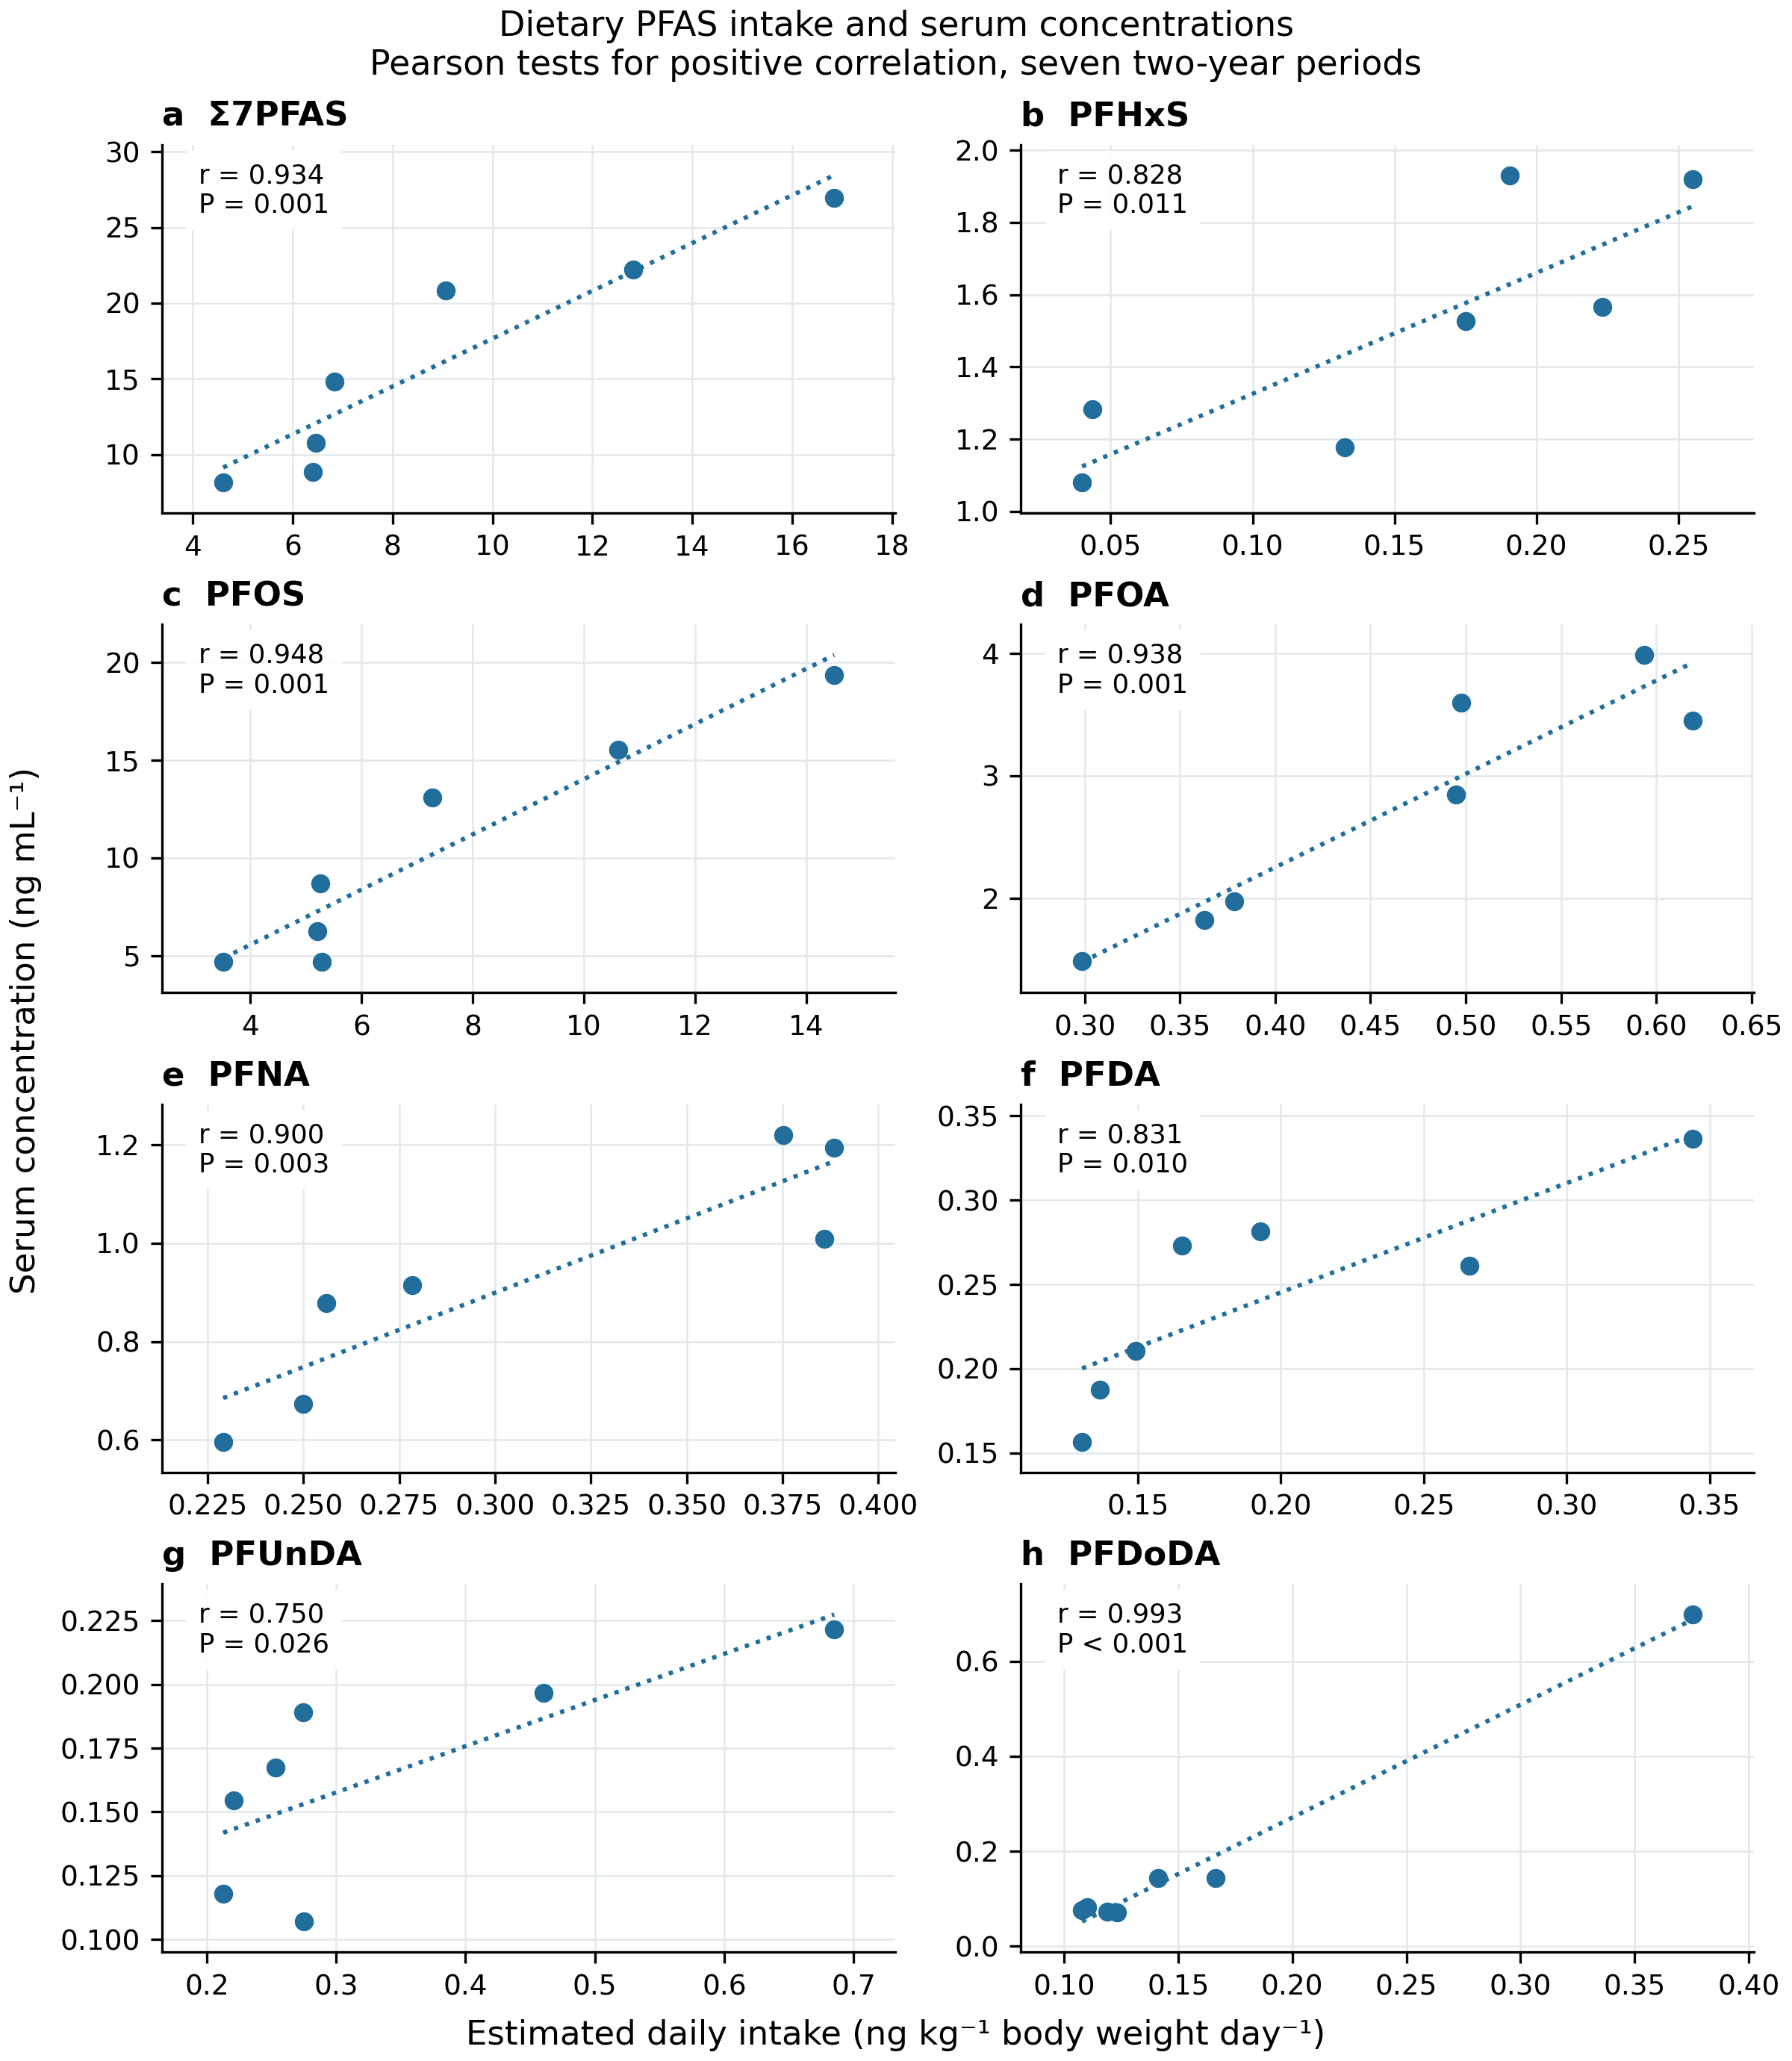 Dietary PFAS intake and serum concentrations
Pearson tests for positive correlation, seven two-year periods
Serum concentration (ng mL⁻¹)
a Σ7PFAS
r = 0.934
P = 0.001
30
25
20
15
10
4 6 8 10 12 14 16 18
b PFHxS
r = 0.828
P = 0.011
2.0
1.8
1.6
1.4
1.2
1.0
0.05 0.10 0.15 0.20 0.25
c PFOS
r = 0.948
P = 0.001
20
15
10
5
4 6 8 10 12 14
d PFOA
r = 0.938
P = 0.001
4
3
2
0.30 0.35 0.40 0.45 0.50 0.55 0.60 0.65
e PFNA
r = 0.900
P = 0.003
1.2
1.0
0.8
0.6
0.225 0.250 0.275 0.300 0.325 0.350 0.375 0.400
f PFDA
r = 0.831
P = 0.010
0.35
0.30
0.25
0.20
0.15
0.15 0.20 0.25 0.30 0.35
g PFUnDA
r = 0.750
P = 0.026
0.225
0.200
0.175
0.150
0.125
0.100
0.2 0.3 0.4 0.5 0.6 0.7
h PFDoDA
r = 0.993
P < 0.001
0.6
0.4
0.2
0.0
0.10 0.15 0.20 0.25 0.30 0.35 0.40
Estimated daily intake (ng kg⁻¹ body weight day⁻¹)